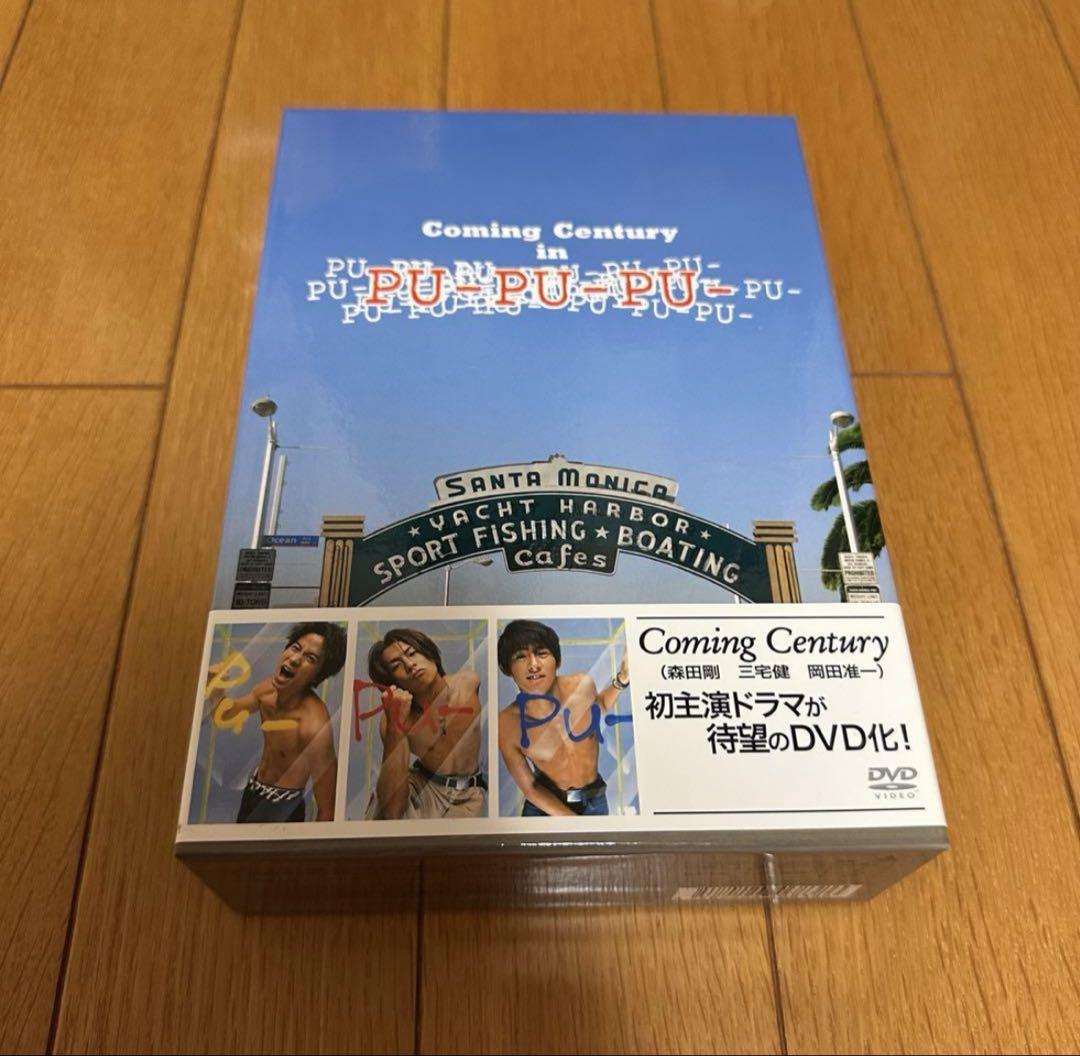 Coming Century
in
PU-PU-PU-
SANTA MONICA
★ YACHT HARBOR ★
SPORT FISHING ★ BOATING
Cafes
Ocean
Pu-
Pu-
Pu-
Coming Century
(森田剛 三宅健 岡田准一)
初主演ドラマが
待望のDVD化!
DVD
VIDEO